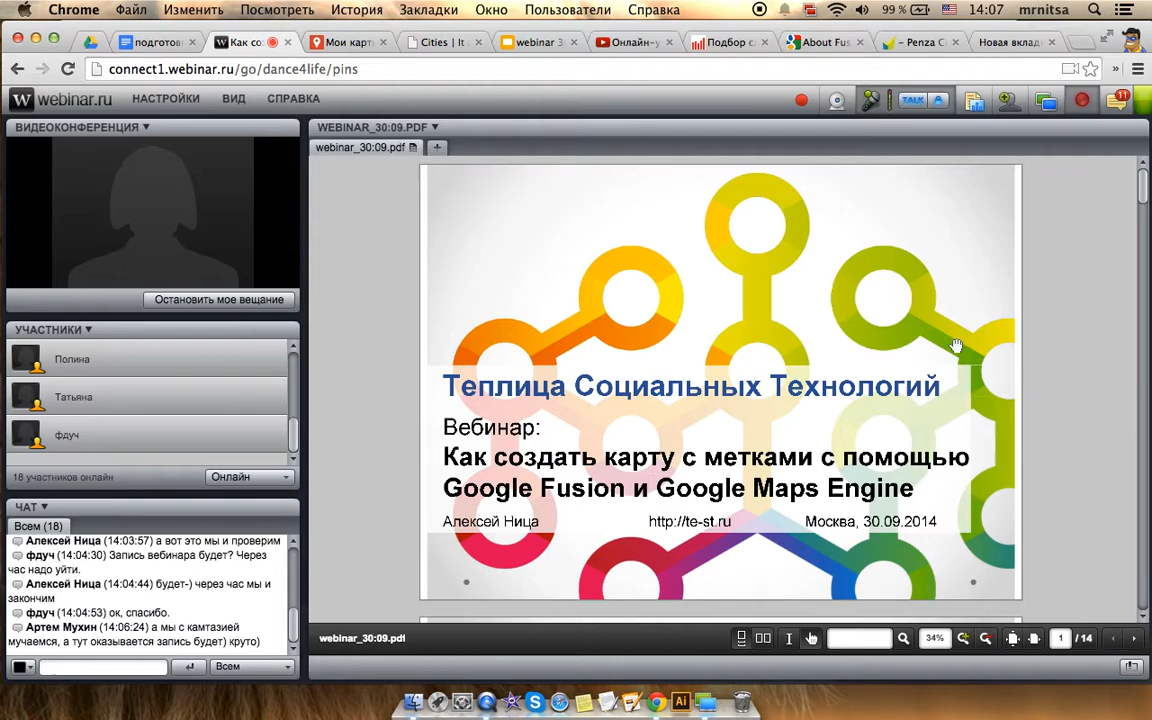 Chrome Файл Изменить Посмотреть История Закладки Окно Пользователи Справка 99 % 14:07 mrnitsa
подготов Как со Мои карт Cities | It webinar 3 Онлайн-у Подбор с About Fus – Penza C Новая вклад
connect1.webinar.ru/go/dance4life/pins
W webinar.ru НАСТРОЙКИ ВИД СПРАВКА TALK 11
ВИДЕОКОНФЕРЕНЦИЯ
WEBINAR_30:09.PDF
webinar_30:09.pdf +
Остановить мое вещание
УЧАСТНИКИ
Полина
Татьяна
фдуч
18 участников онлайн Онлайн
ЧАТ
Всем (18)
Алексей Ница (14:03:57) а вот это мы и проверим
фдуч (14:04:30) Запись вебинара будет? Через
час надо уйти.
Алексей Ница (14:04:44) будет-) через час мы и
закончим
фдуч (14:04:53) ок, спасибо.
Артем Мухин (14:06:24) а мы с камтазией
мучаемся, а тут оказывается запись будет) круто)
Всем
Теплица Социальных Технологий
Вебинар:
Как создать карту с метками с помощью
Google Fusion и Google Maps Engine
Алексей Ница http://te-st.ru Москва, 30.09.2014
webinar_30:09.pdf 34% 1 / 14
Ai